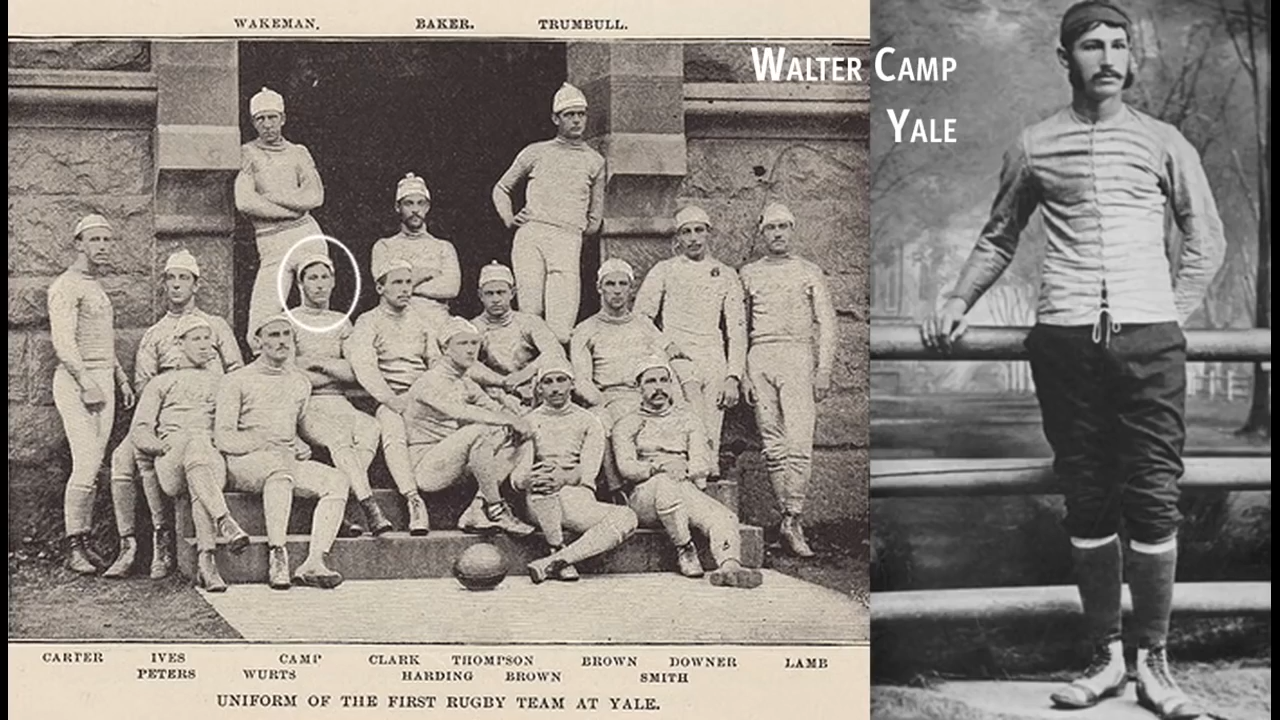 WAKEMAN. BAKER. TRUMBULL.
WALTER CAMP
YALE
CARTER IVES CAMP CLARK THOMPSON BROWN DOWNER LAMB
PETERS WURTS HARDING BROWN SMITH
UNIFORM OF THE FIRST RUGBY TEAM AT YALE.